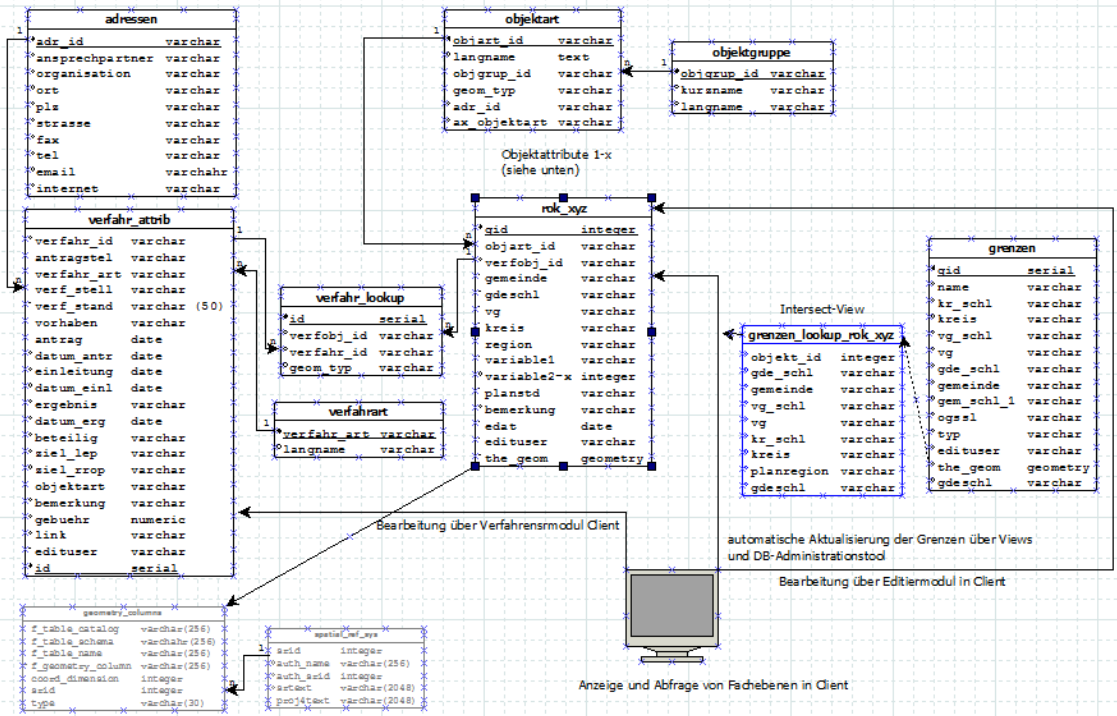 adressen
1
adr_id varchar
ansprechpartner varchar
organisation varchar
ort varchar
plz varchar
strasse varchar
fax varchar
tel varchar
email varchahr
internet varchar
objektart
1
objart_id varchar
langname text
objgrup_id varchar
geom_typ varchar
adr_id varchar
ax_objektart varchar
n
1
objektgruppe
objgrup_id varchar
kurzname varchar
langname varchar
Objektattribute 1-x
(siehe unten)
verfahr_attrib
verfahr_id varchar
antragstel varchar
verfahr_art varchar
verf_stell varchar
verf_stand varchar (50)
vorhaben varchar
antrag date
datum_antr date
einleitung date
datum_einl date
ergebnis varchar
datum_erg date
beteilig varchar
ziel_lep varchar
ziel_rrop varchar
objektart varchar
bemerkung varchar
gebuehr numeric
link varchar
edituser varchar
id serial
n
1
n
verfahr_lookup
id serial
verfobj_id varchar
verfahr_id varchar
geom_typ varchar
n
n
verfahrart
1
verfahr_art varchar
langname varchar
rok_xyz
gid integer
objart_id varchar
verfobj_id varchar
gemeinde varchar
gdeschl varchar
vg varchar
kreis varchar
region varchar
variable1 varchar
variable2-x integer
planstd varchar
bemerkung varchar
edat date
edituser varchar
the_geom geometry
n
1
Intersect-View
grenzen_lookup_rok_xyz
objekt_id integer
gde_schl varchar
gemeinde varchar
vg_schl varchar
vg varchar
kr_schl varchar
kreis varchar
planregion varchar
gdeschl varchar
grenzen
gid serial
name varchar
kr_schl varchar
kreis varchar
vg_schl varchar
vg varchar
gde_schl varchar
gemeinde varchar
gem_schl_1 varchar
ogssl varchar
typ varchar
edituser varchar
the_geom geometry
gdeschl varchar
Bearbeitung über Verfahrensrmodul Client
automatische Aktualisierung der Grenzen über Views
und DB-Administrationstool
Bearbeitung über Editiermodul in Client
geometry_columns
f_table_catalog varchar(256)
f_table_schema varchahr(256)
f_table_name varchar(256)
f_geometry_column varchar(256)
coord_dimension integer
srid integer
type varchar(30)
n
1
spatial_ref_sys
srid integer
auth_name varchar(256)
auth_srid integer
srtext varchar(2048)
proj4text varchar(2048)
Anzeige und Abfrage von Fachebenen in Client